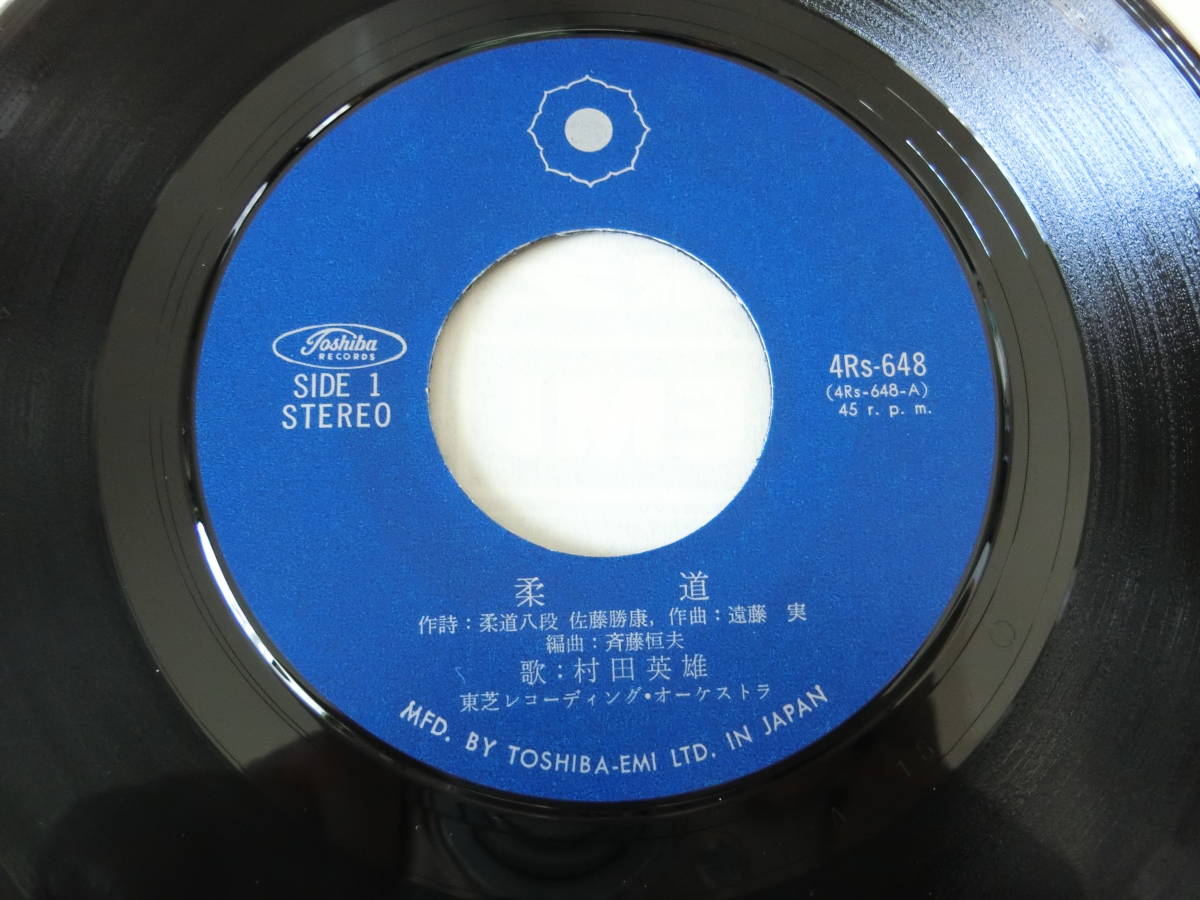 Toshiba
RECORDS
SIDE 1
STEREO
4Rs-648
(4Rs-648-A)
45 r. p. m.
柔道
作詩：柔道八段 佐藤勝康，作曲：遠藤 実
編曲：斉藤恒夫
歌：村田英雄
東芝レコーディング・オーケストラ
MFD. BY TOSHIBA-EMI LTD. IN JAPAN